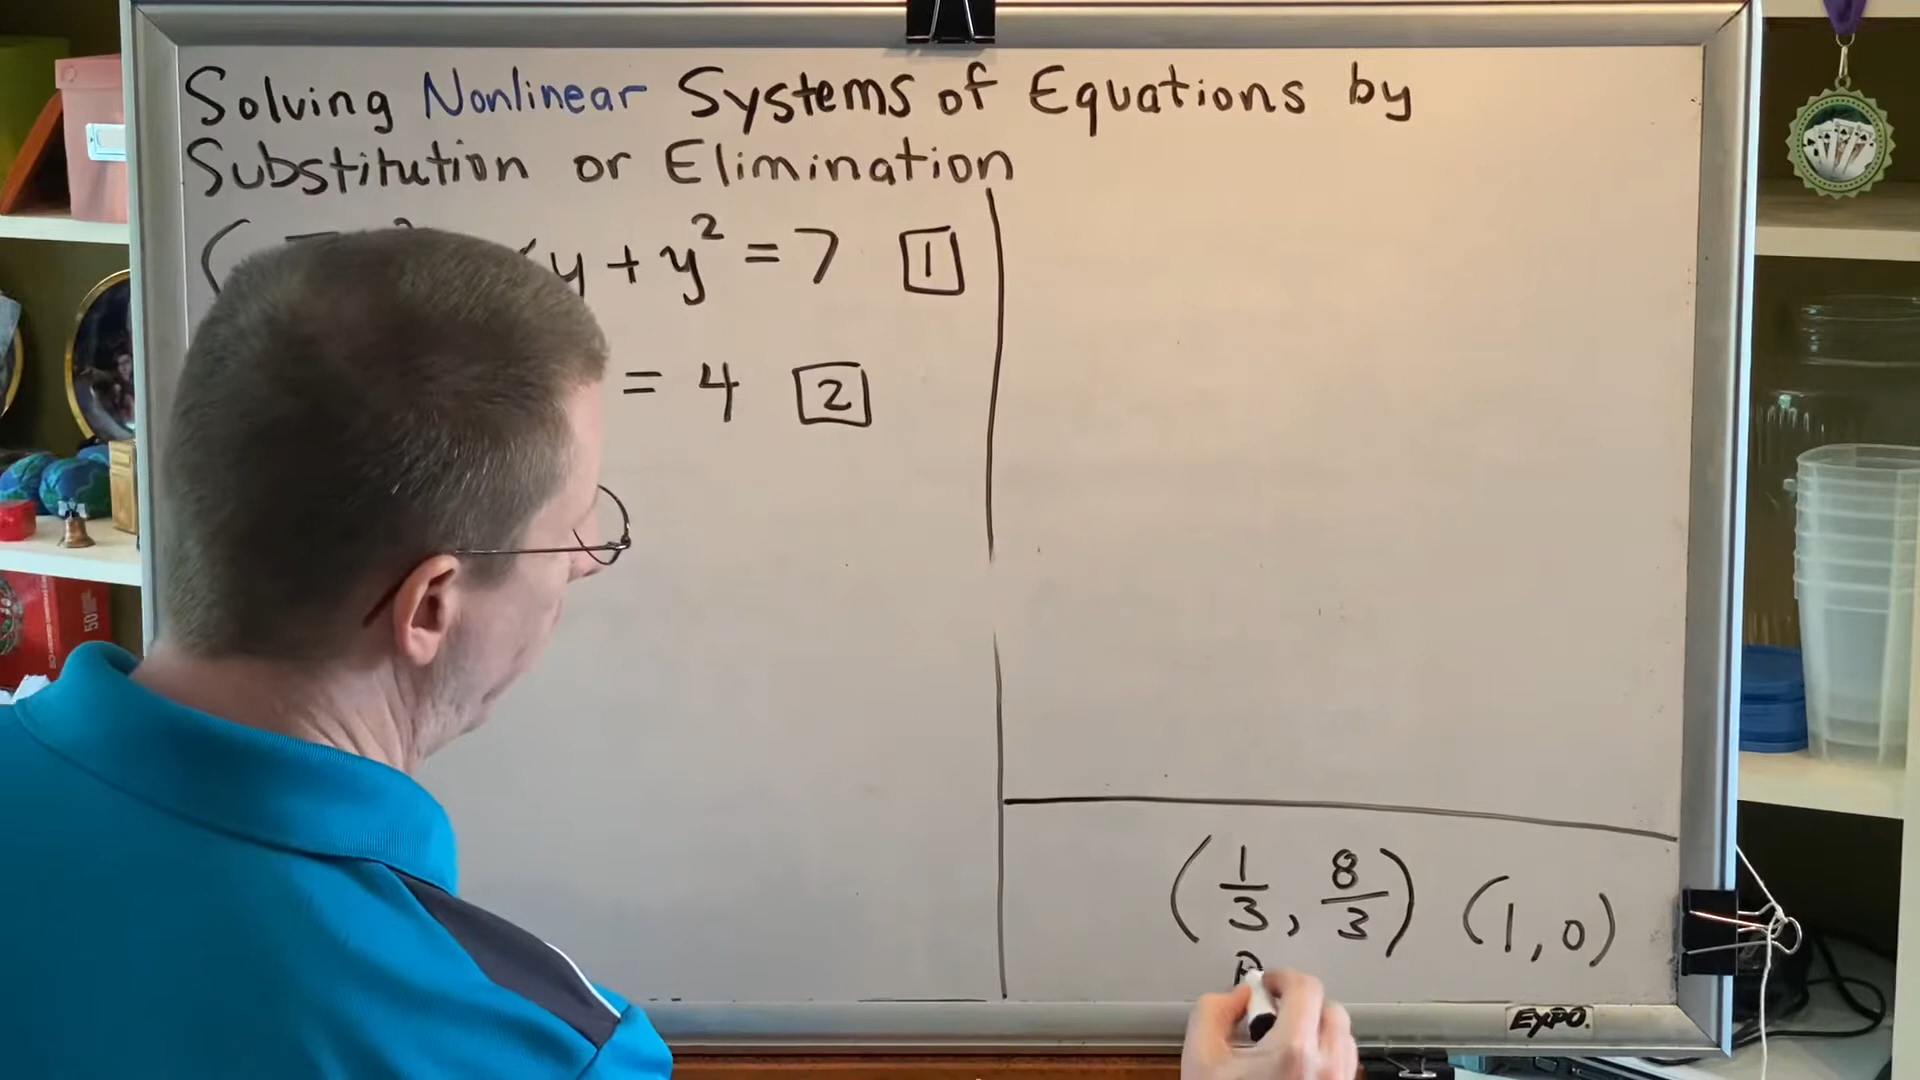 Solving Nonlinear Systems of Equations by
Substitution or Elimination
y + y² = 7 [1]
= 4 [2]
(1/3, 8/3) (1, 0)
EXPO.
50